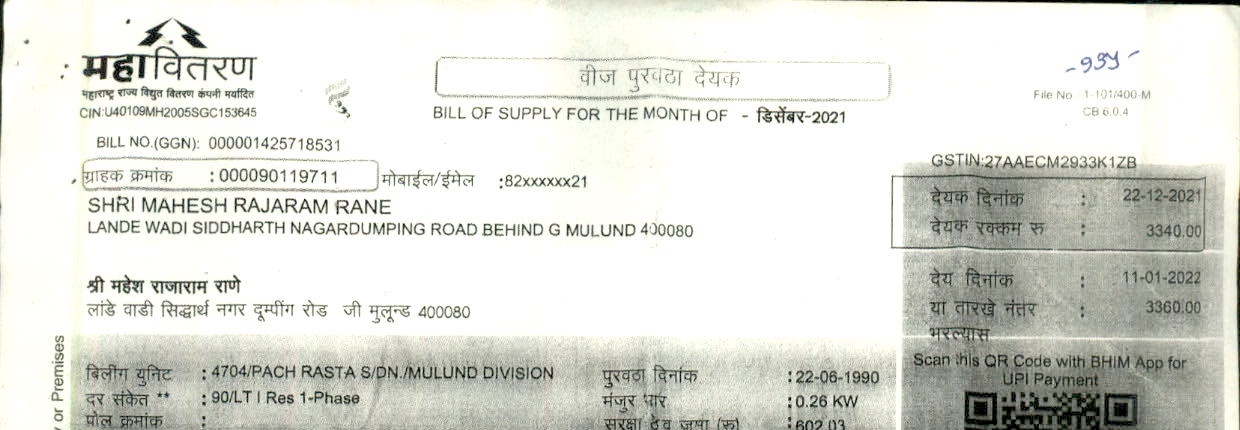 महावितरण
महाराष्ट्र राज्य विद्युत वितरण कंपनी मर्यादित
CIN:U40109MH2005SGC153645
वीज पुरवठा देयक
BILL OF SUPPLY FOR THE MONTH OF - डिसेंबर-2021
-934-
File No 1-101/400-M
CB 6.0.4
BILL NO.(GGN): 000001425718531
GSTIN:27AAECM2933K1ZB
ग्राहक क्रमांक :000090119711 मोबाईल/ईमेल :82xxxxxx21
SHRI MAHESH RAJARAM RANE
LANDE WADI SIDDHARTH NAGARDUMPING ROAD BEHIND G MULUND 400080
देयक दिनांक : 22-12-2021
देयक रक्कम रु : 3340.00
श्री महेश राजाराम राणे
लांडे वाडी सिद्धार्थ नगर दूम्पींग रोड जी मुलून्ड 400080
देय दिनांक : 11-01-2022
या तारखे नंतर : 3360.00
भरल्यास
Scan this QR Code with BHIM App for
UPI Payment
y or Premises
बिलींग युनिट : 4704/PACH RASTA S/DN./MULUND DIVISION
दर संकेत ** : 90/LT I Res 1-Phase
पोल क्रमांक :
पुरवठा दिनांक :22-06-1990
मंजुर भार :0.26 KW
सुरक्षा ठेव जमा (रु) :602.03